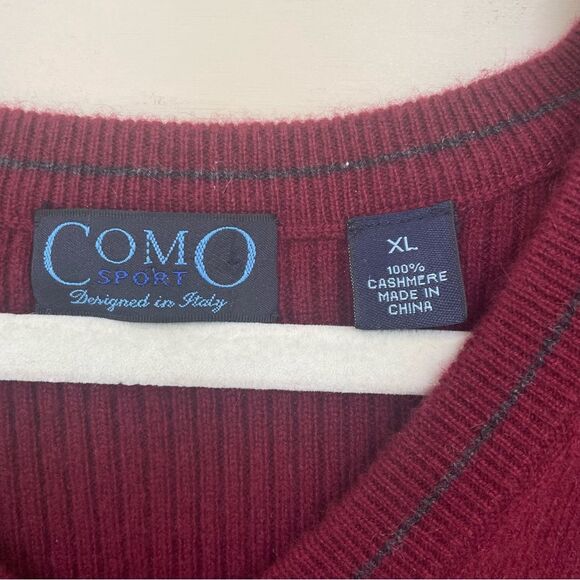 COMO
SPORT
Designed in Italy
XL
100%
CASHMERE
MADE IN
CHINA